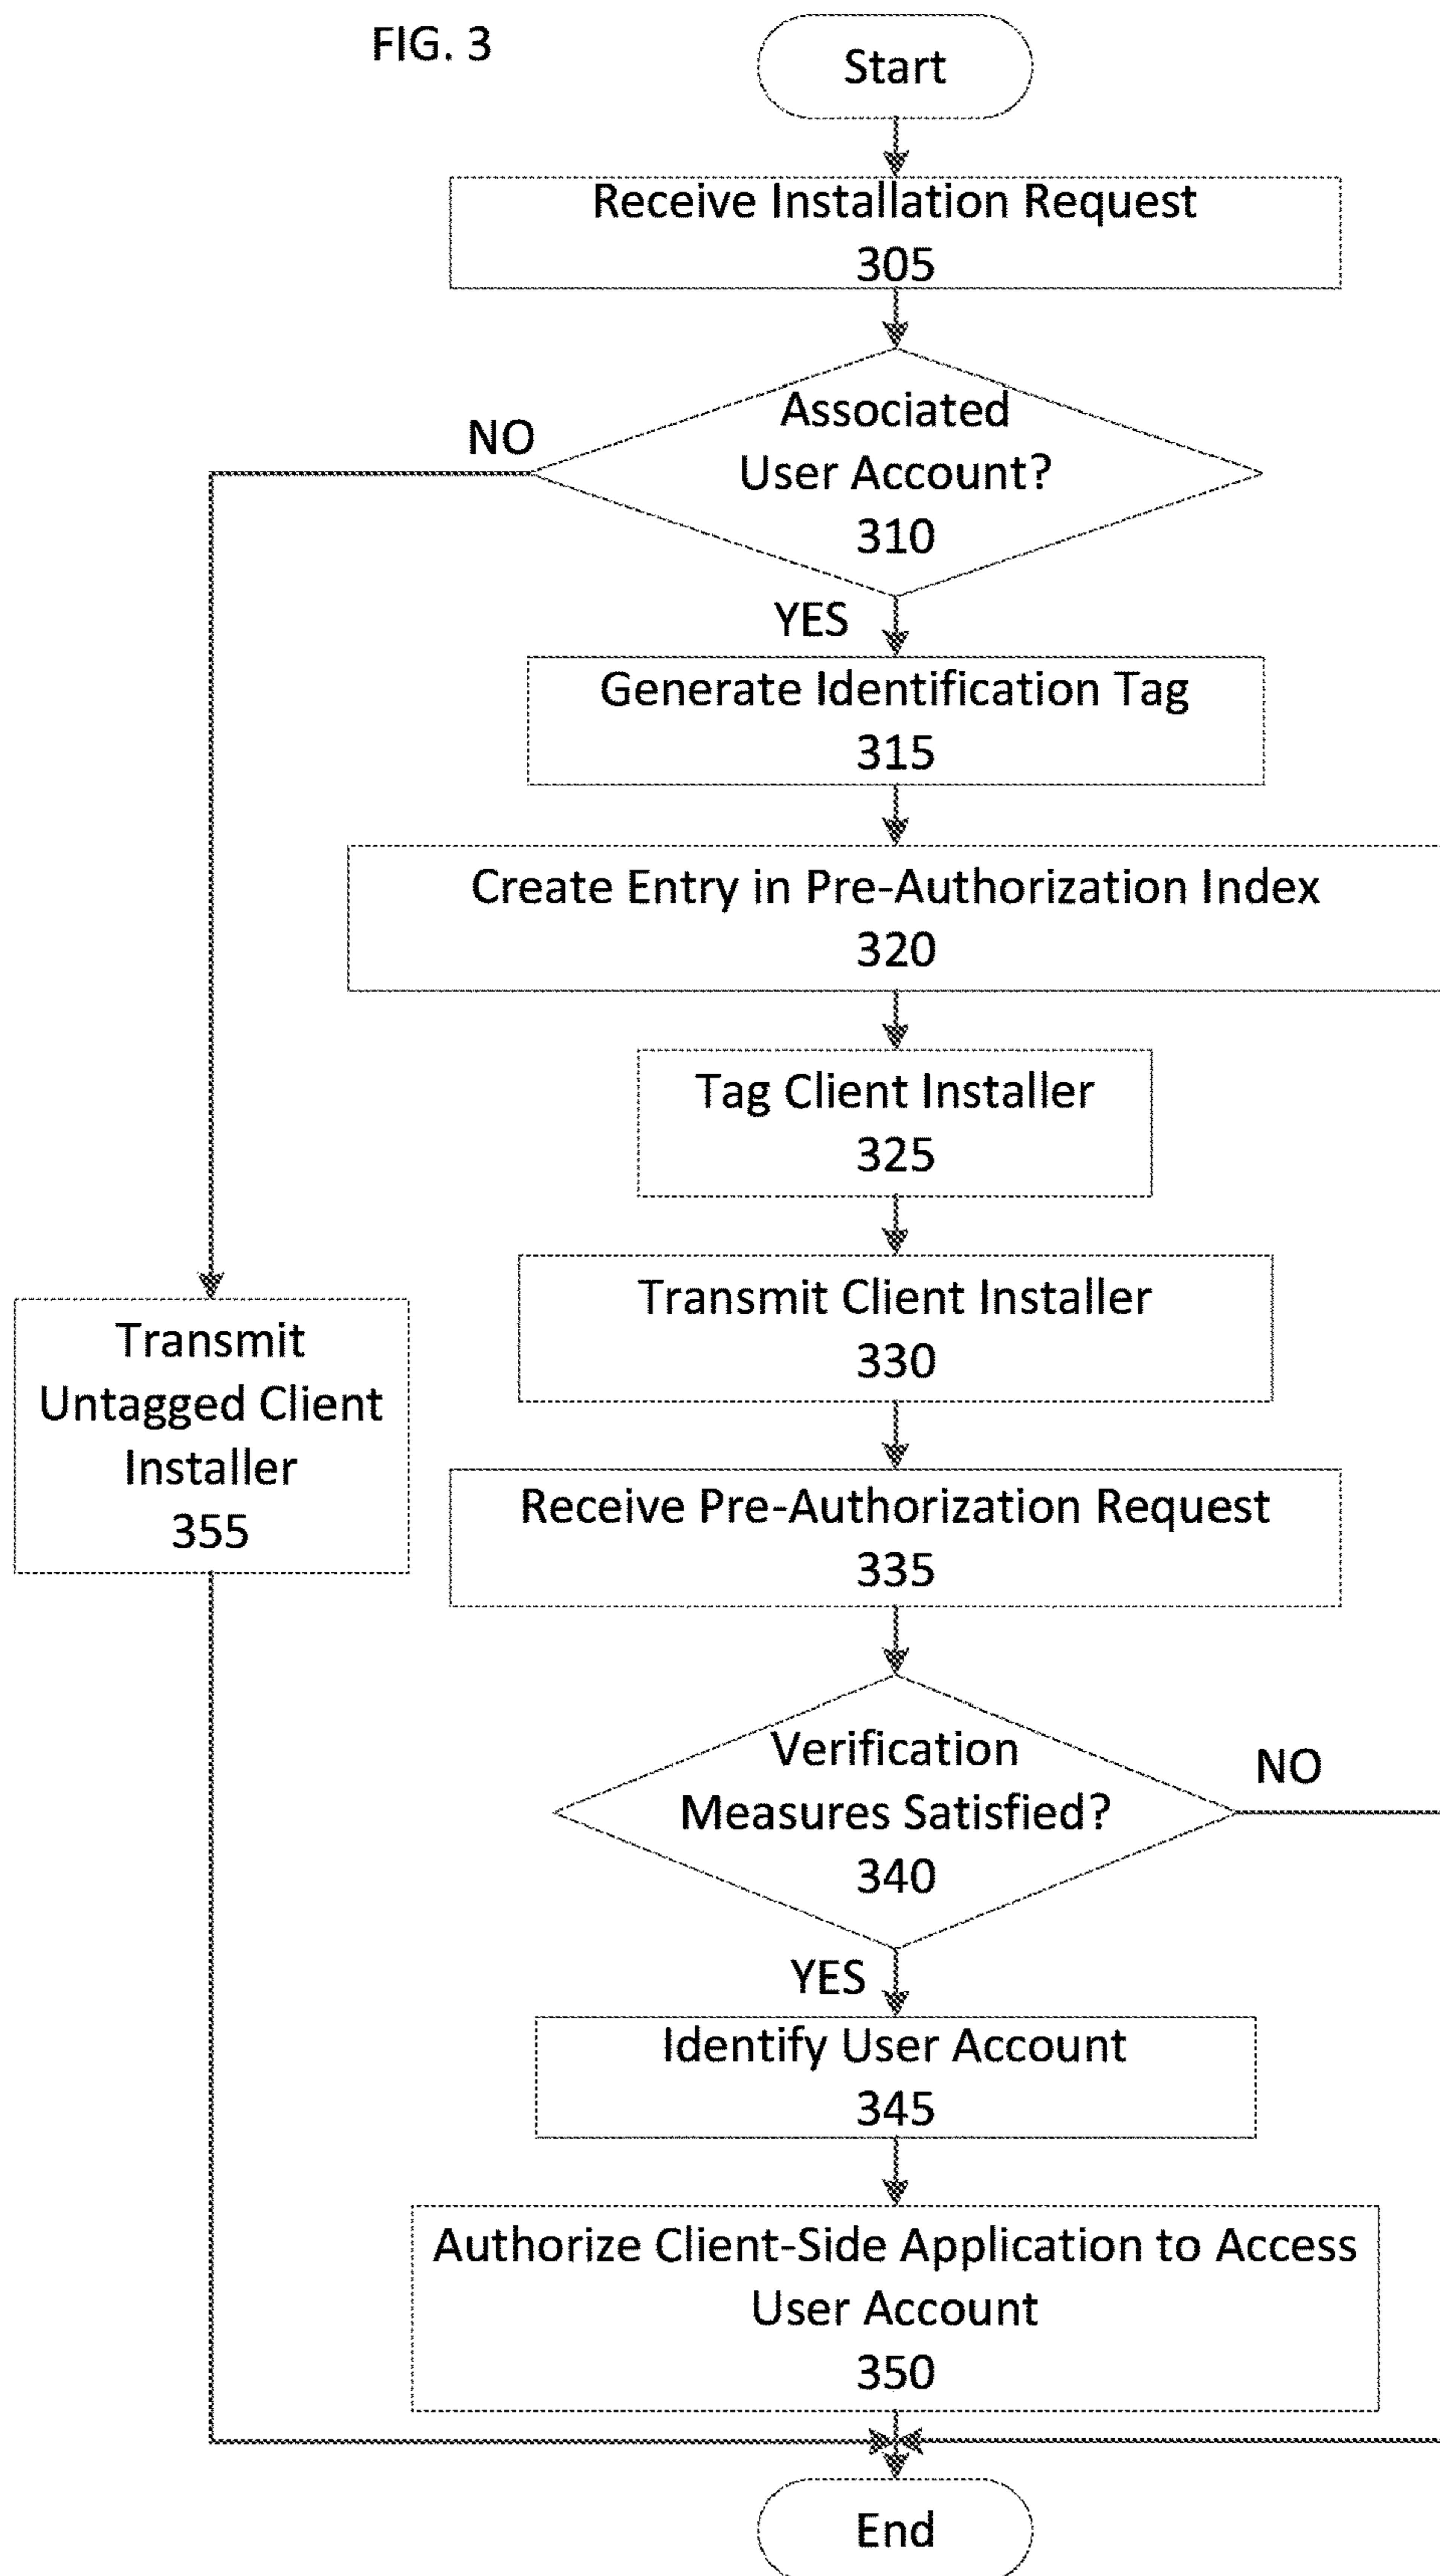 FIG. 3
Start
Receive Installation Request
305
Associated
User Account?
310
NO
YES
Generate Identification Tag
315
Create Entry in Pre-Authorization Index
320
Tag Client Installer
325
Transmit Client Installer
330
Transmit
Untagged Client
Installer
355
Receive Pre-Authorization Request
335
Verification
Measures Satisfied?
340
NO
YES
Identify User Account
345
Authorize Client-Side Application to Access
User Account
350
End